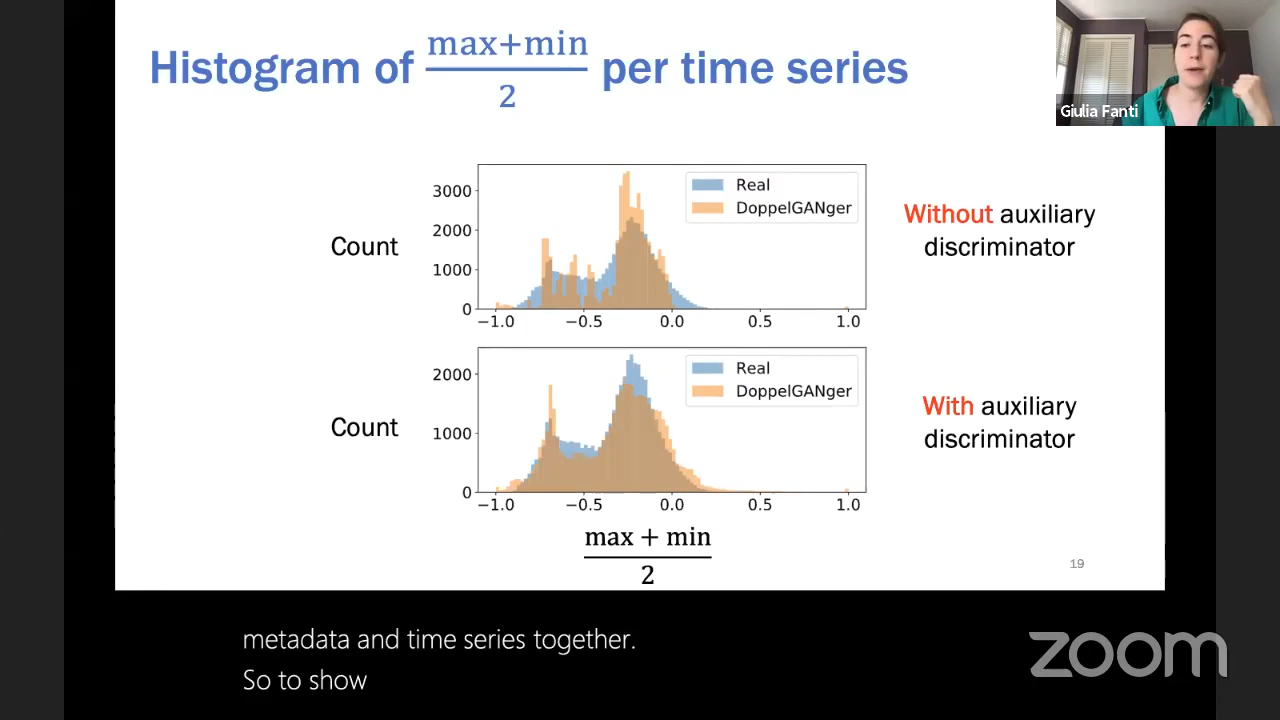 Histogram of max+min/2 per time series
Giulia Fanti
Count
3000
2000
1000
0
−1.0 −0.5 0.0 0.5 1.0
Real
DoppelGANger
Without auxiliary
discriminator
Count
2000
1000
0
−1.0 −0.5 0.0 0.5 1.0
Real
DoppelGANger
With auxiliary
discriminator
max + min
2
19
metadata and time series together.
So to show
zoom